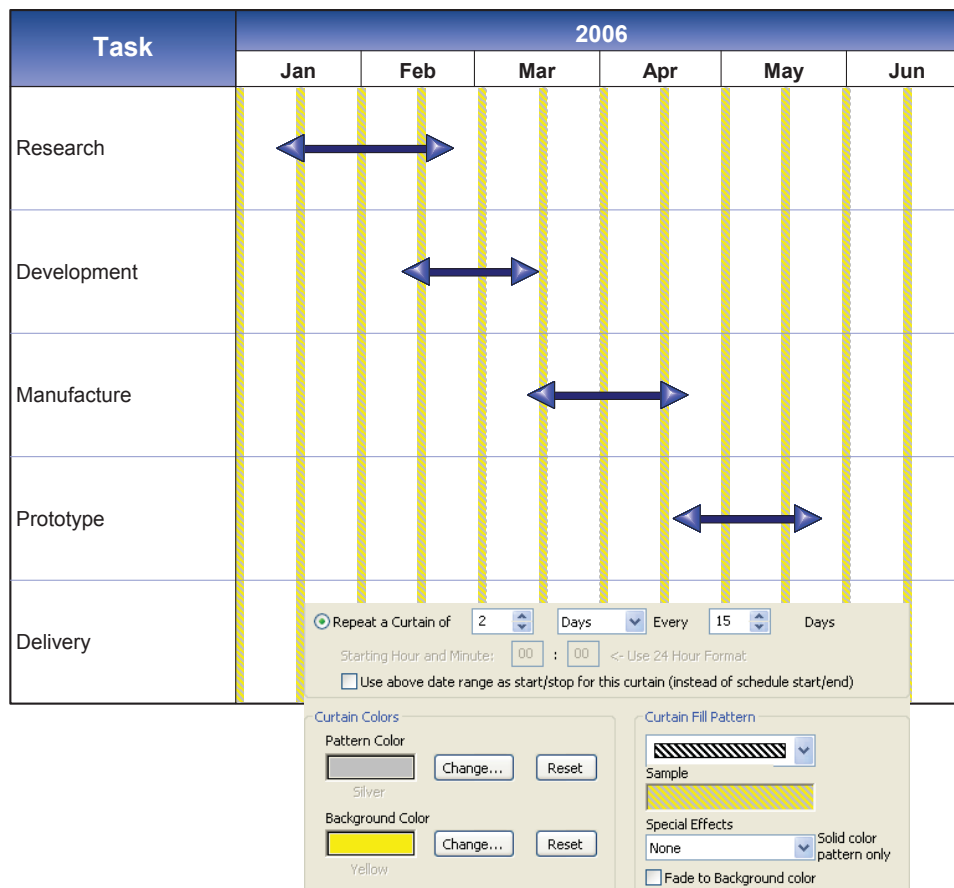 Task
2006
Jan Feb Mar Apr May Jun
Research
Development
Manufacture
Prototype
Delivery
Repeat a Curtain of 2 Days Every 15 Days
Starting Hour and Minute: 00 : 00 <- Use 24 Hour Format
Use above date range as start/stop for this curtain (instead of schedule start/end)
Curtain Colors
Pattern Color
Change... Reset
Silver
Background Color
Change... Reset
Yellow
Curtain Fill Pattern
Sample
Special Effects
None
Solid color
pattern only
Fade to Background color